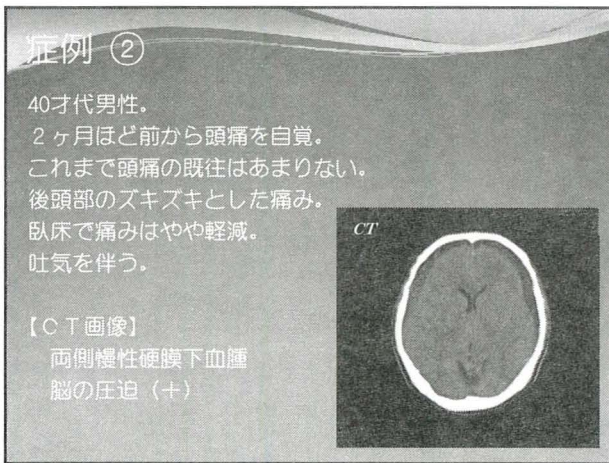 症例 ②
40才代男性。
２ヶ月ほど前から頭痛を自覚。
これまで頭痛の既往はあまりない。
後頭部のズキズキとした痛み。
臥床で痛みはやや軽減。
吐気を伴う。
CT
【ＣＴ画像】
両側慢性硬膜下血腫
脳の圧迫（＋）